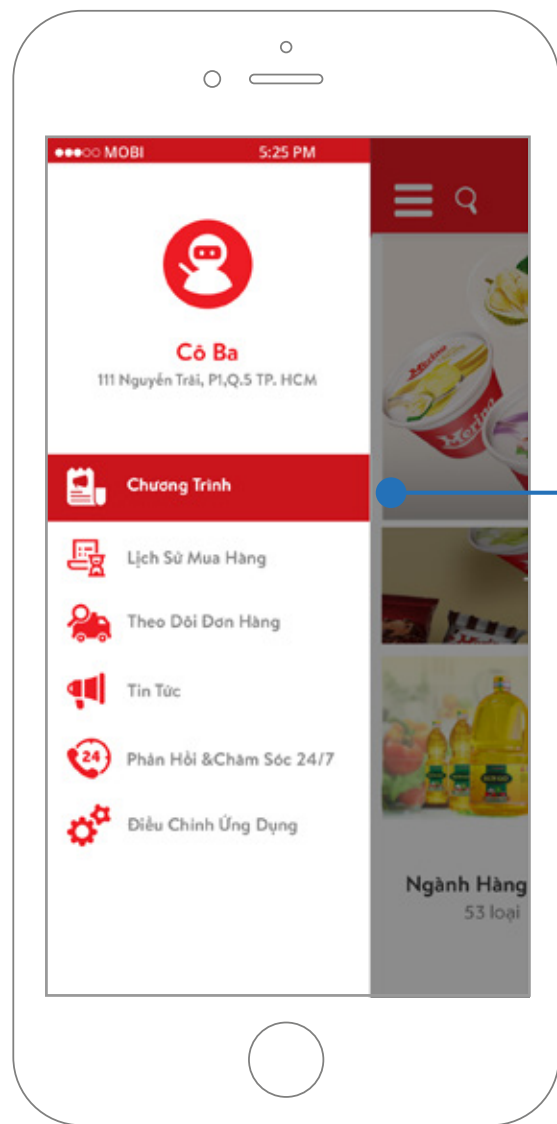 MOBI 5:25 PM
Cô Ba
111 Nguyễn Trãi, P1,Q.5 TP. HCM
Chương Trình
Lịch Sử Mua Hàng
Theo Dõi Đơn Hàng
Tin Tức
24
Phản Hồi &Chăm Sóc 24/7
Điều Chỉnh Ứng Dụng
Merino
Merino
Ngành Hàng
53 loại